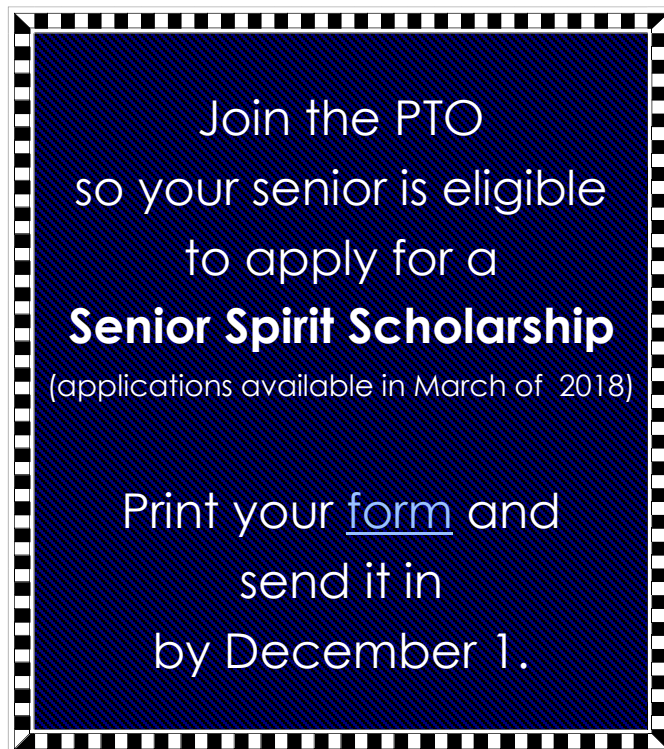 Join the PTO
so your senior is eligible
to apply for a
Senior Spirit Scholarship
(applications available in March of  2018)
Print your form and
send it in
by December 1.